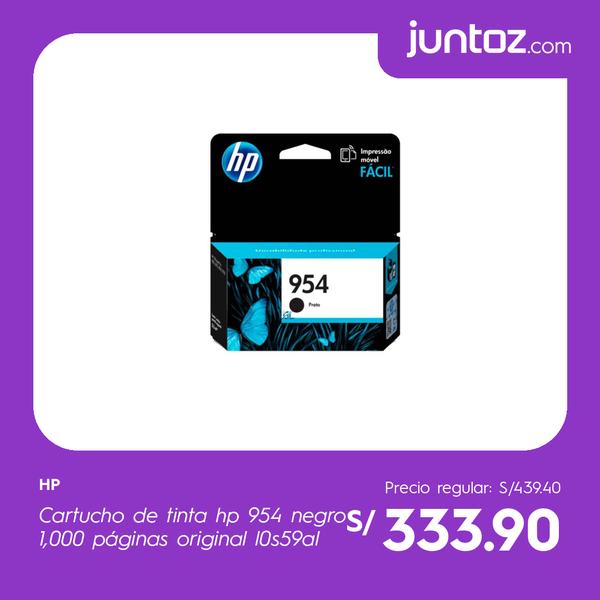 juntoz.com
hp
Impressão
móvel
FÁCIL
954
Preto
HP
Precio regular: S/439.40
Cartucho de tinta hp 954 negro
1,000 páginas original l0s59al
S/ 333.90